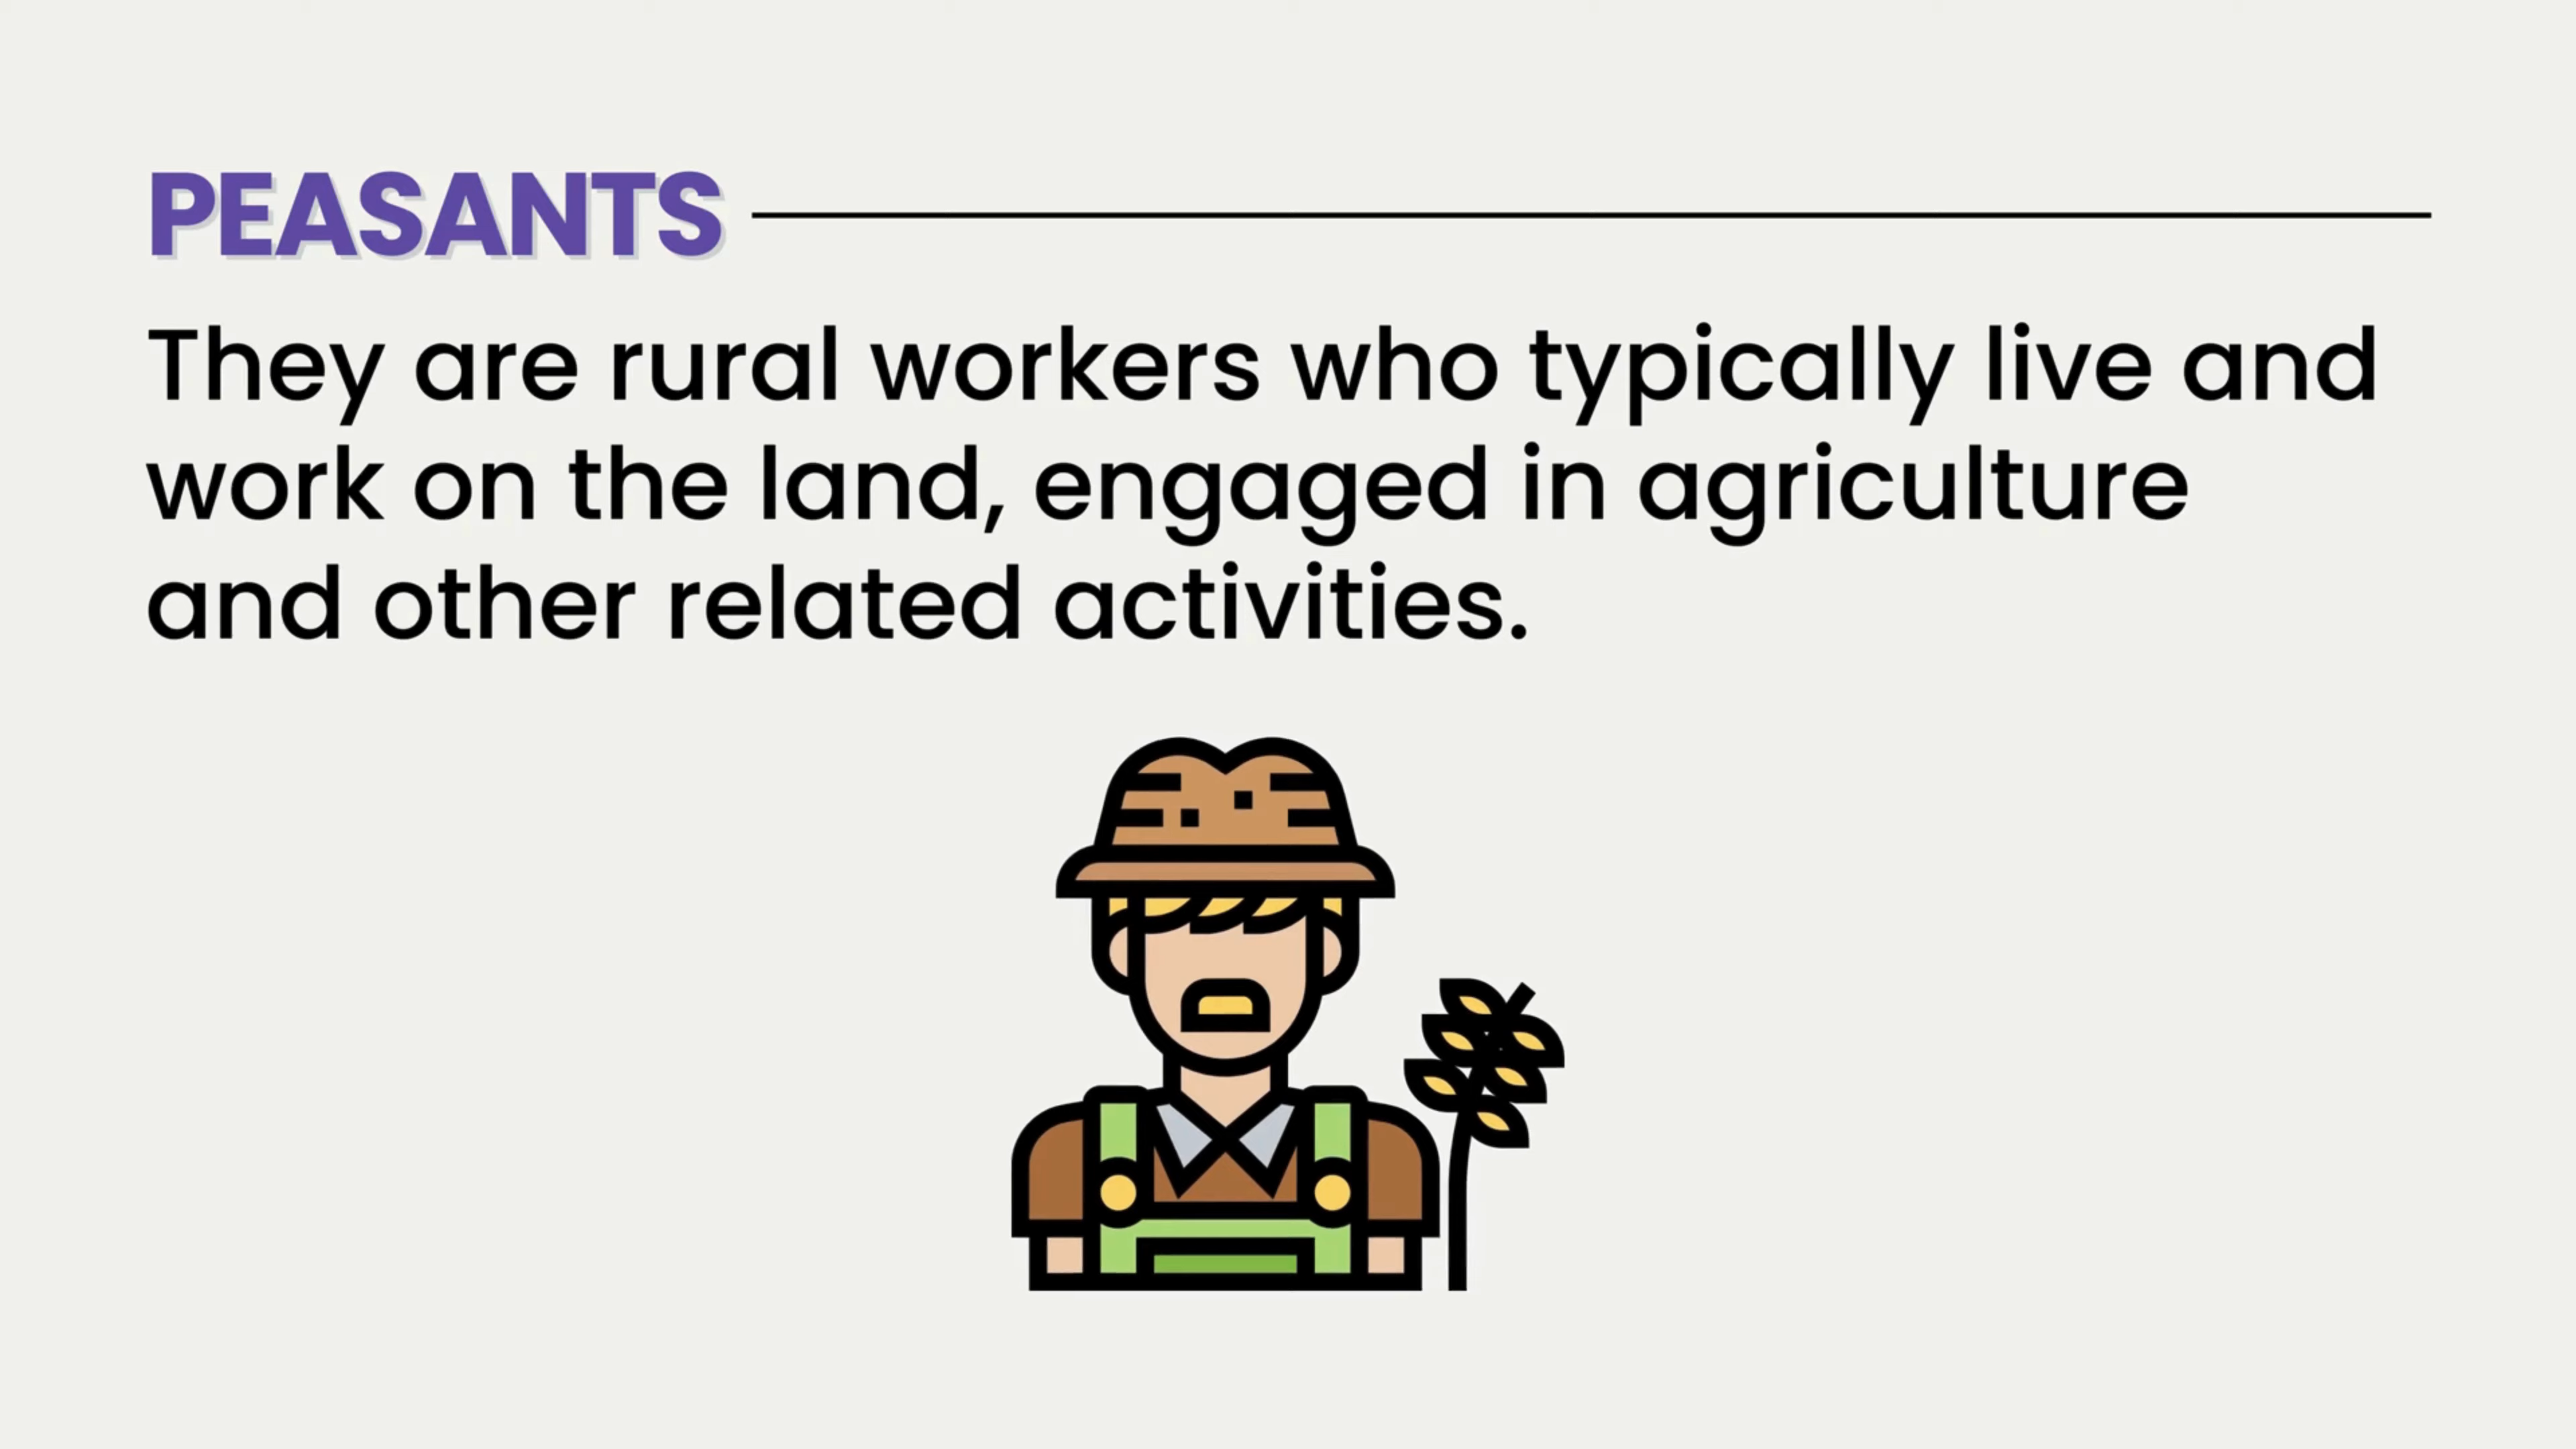 PEASANTS
They are rural workers who typically live and
work on the land, engaged in agriculture
and other related activities.